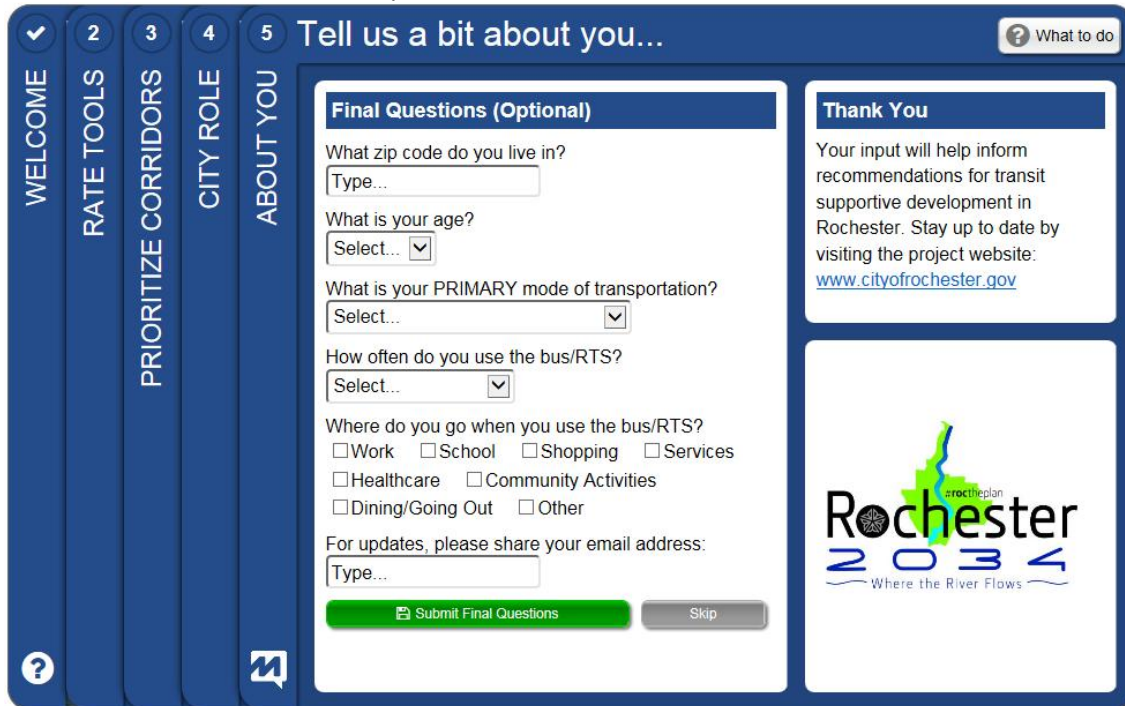 WELCOME
2
RATE TOOLS
3
PRIORITIZE CORRIDORS
4
CITY ROLE
5
ABOUT YOU
Tell us a bit about you...
? What to do
Final Questions (Optional)
What zip code do you live in?
Type...
What is your age?
Select...
What is your PRIMARY mode of transportation?
Select...
How often do you use the bus/RTS?
Select...
Where do you go when you use the bus/RTS?
Work School Shopping Services
Healthcare Community Activities
Dining/Going Out Other
For updates, please share your email address:
Type...
Submit Final Questions Skip
Thank You
Your input will help inform
recommendations for transit
supportive development in
Rochester. Stay up to date by
visiting the project website:
www.cityofrochester.gov
#roctheplan
Rochester
2034
Where the River Flows
?